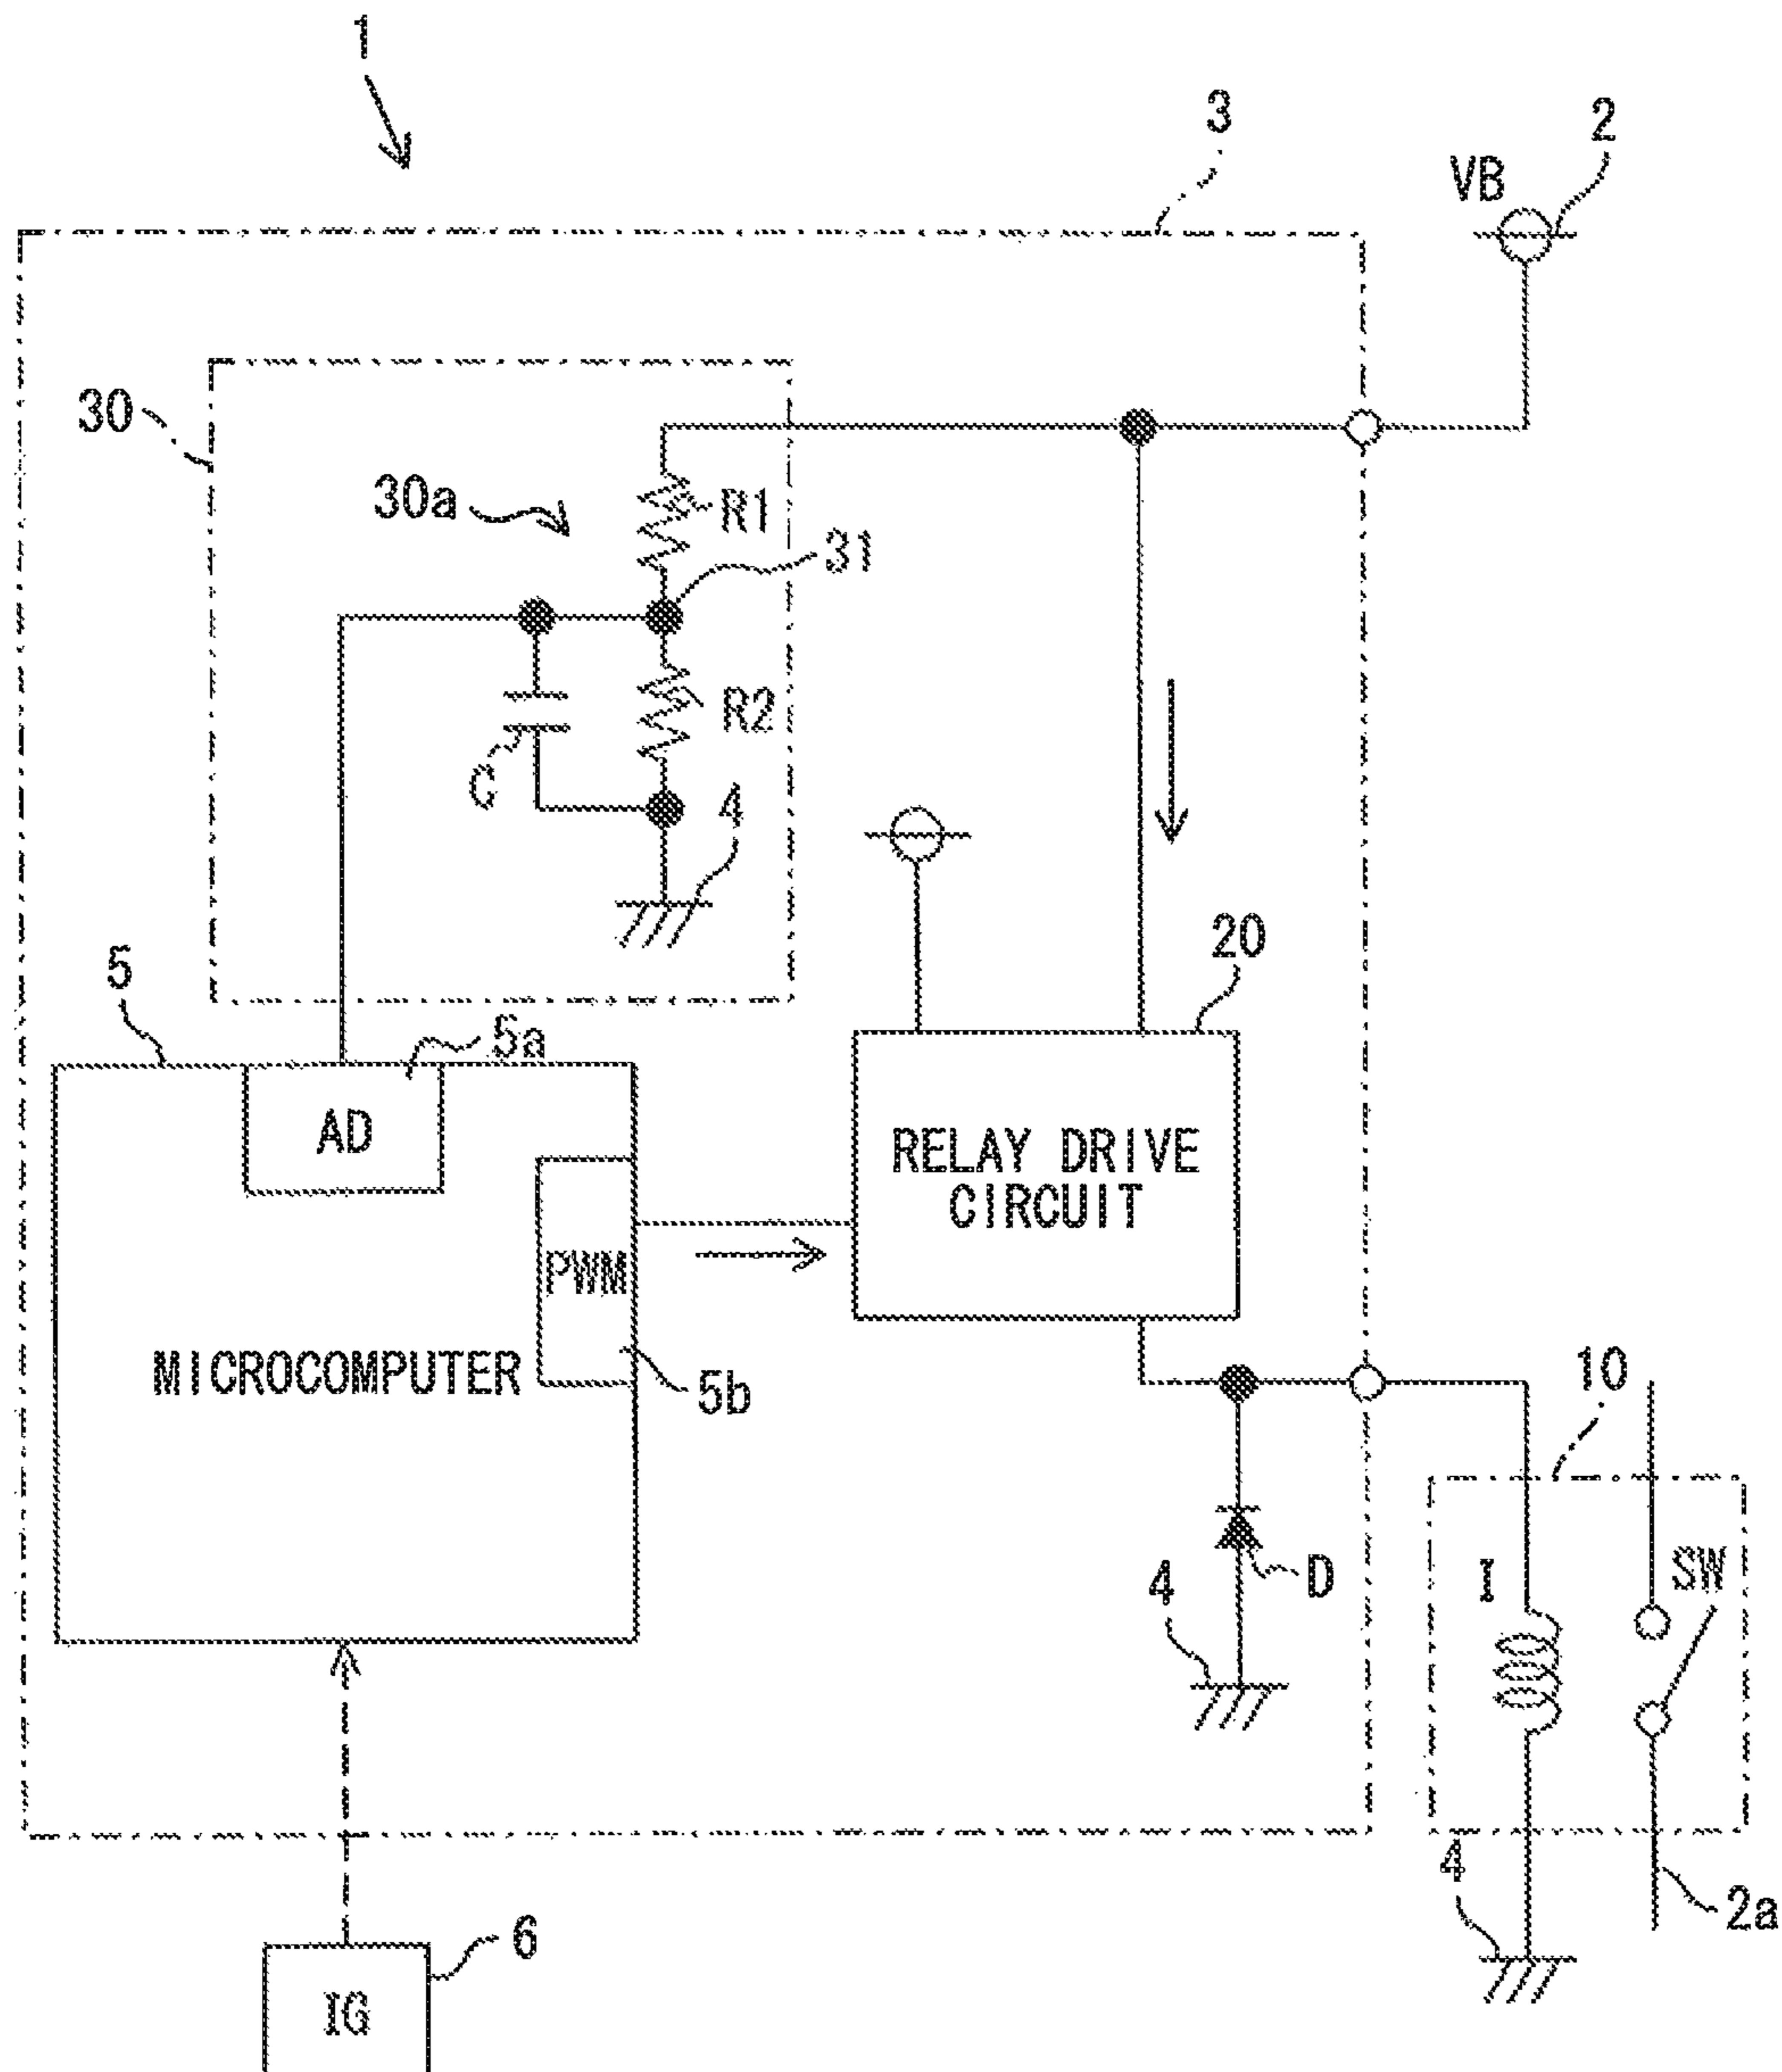 1
3
2
VB
30
30a
R1
31
R2
C
4
20
5
5a
AD
RELAY DRIVE
CIRCUIT
PWM
MICROCOMPUTER
5b
10
4
D
I
SW
4
2a
6
IG